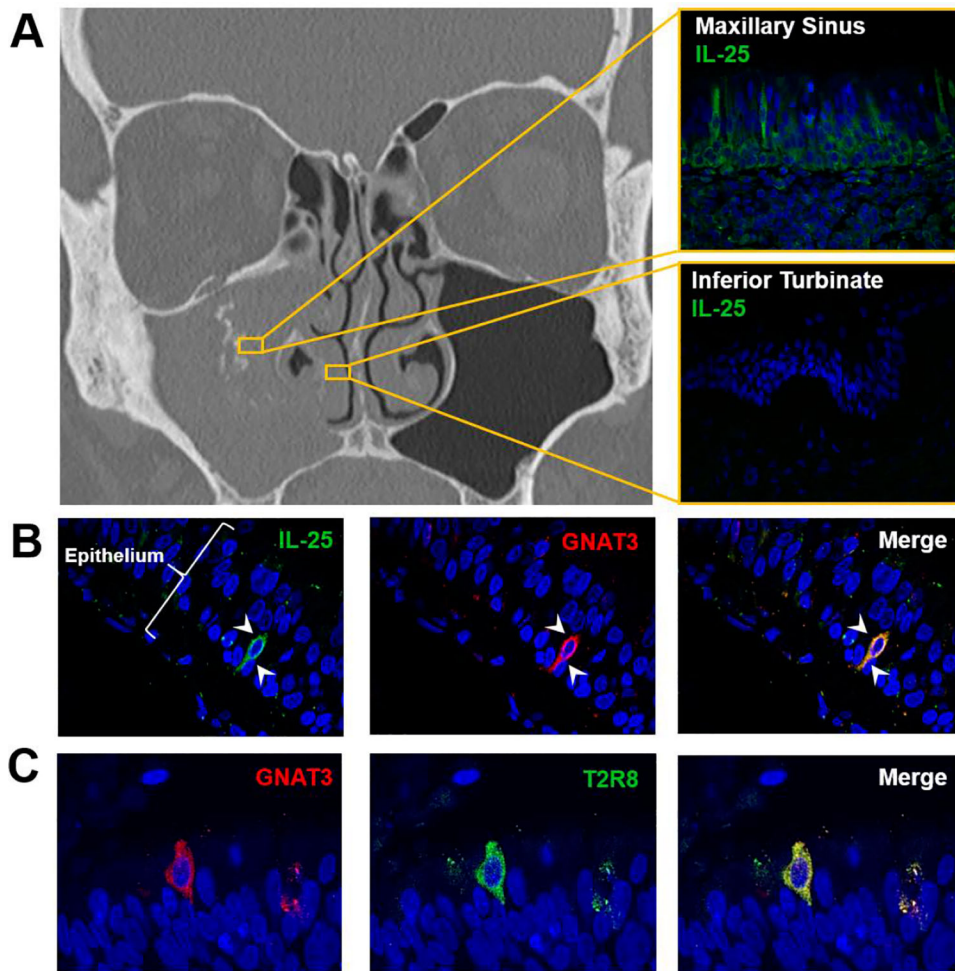 A
Maxillary Sinus
IL-25
Inferior Turbinate
IL-25
B
Epithelium
IL-25
GNAT3
Merge
C
GNAT3
T2R8
Merge